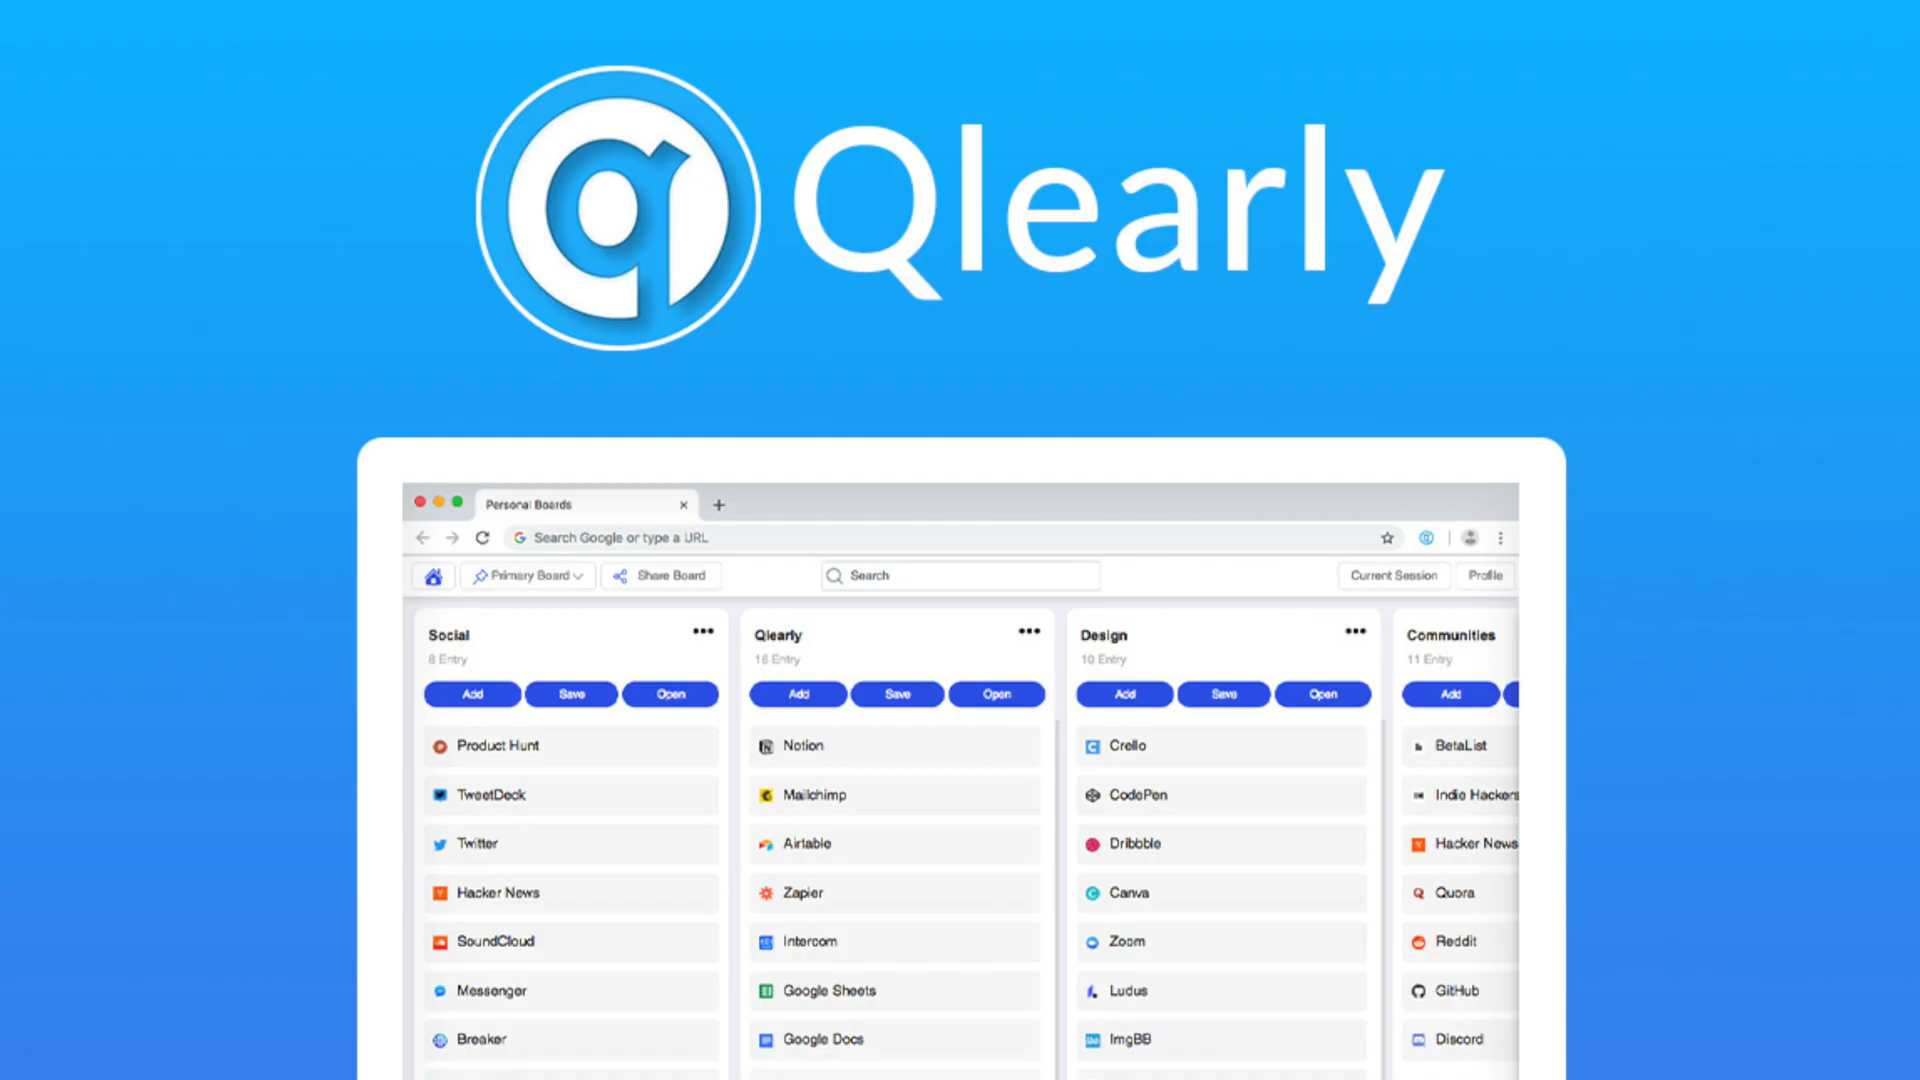 Qlearly
Personal Boards
Search Google or type a URL
Primary Board
Share Board
Search
Current Session
Profile
Social
8 Entry
Add Save Open
Product Hunt
TweetDeck
Twitter
Hacker News
SoundCloud
Messenger
Breaker
Qlearly
16 Entry
Add Save Open
Notion
Mailchimp
Airtable
Zapier
Intercom
Google Sheets
Google Docs
Design
10 Entry
Add Save Open
Crello
CodePen
Dribbble
Canva
Zoom
Ludus
ImgBB
Communities
11 Entry
Add
BetaList
Indie Hackers
Hacker News
Quora
Reddit
GitHub
Discord